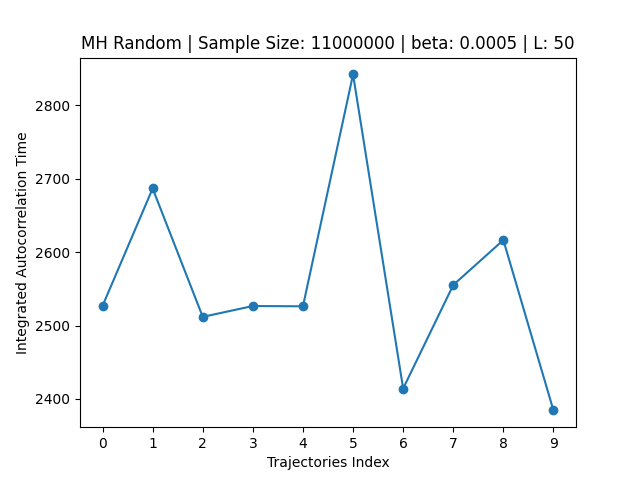 MH Random | Sample Size: 11000000 | beta: 0.0005 | L: 50
Integrated Autocorrelation Time
2800
2700
2600
2500
2400
0 1 2 3 4 5 6 7 8 9
Trajectories Index